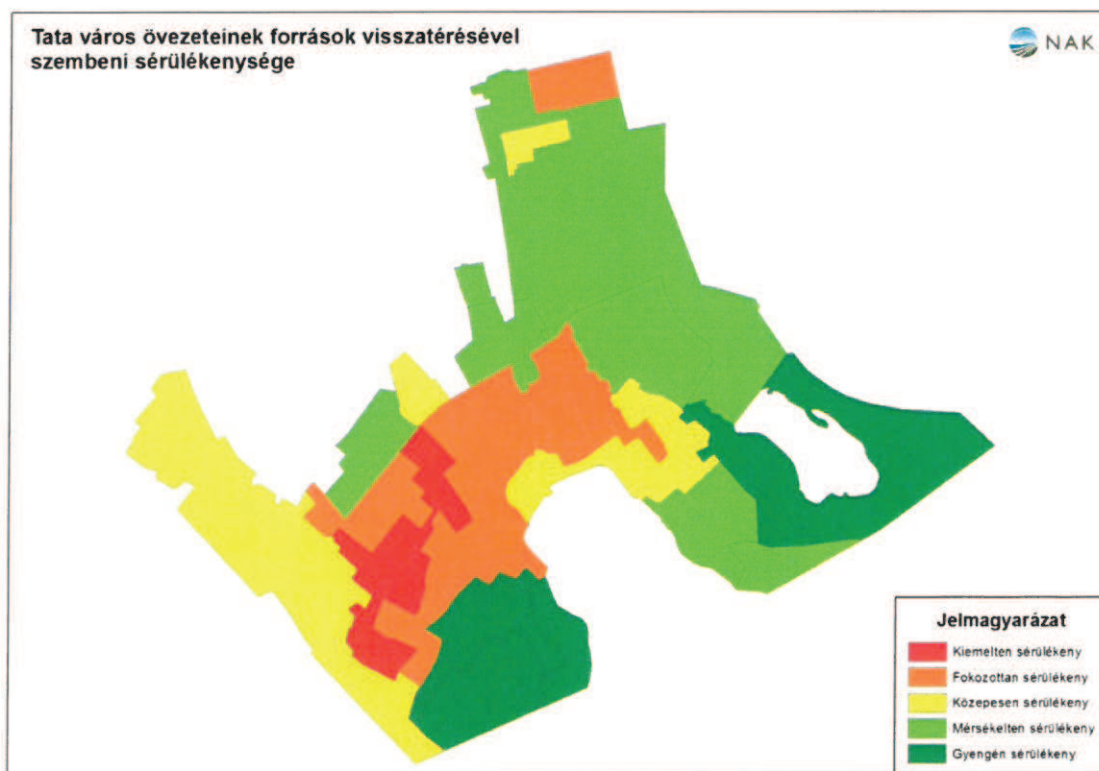 Tata város övezeteinek források visszatérésével
szembeni sérülékenysége
NAK
Jelmagyarázat
Kiemelten sérülékeny
Fokozottan sérülékeny
Közepesen sérülékeny
Mérsékelten sérülékeny
Gyengén sérülékeny